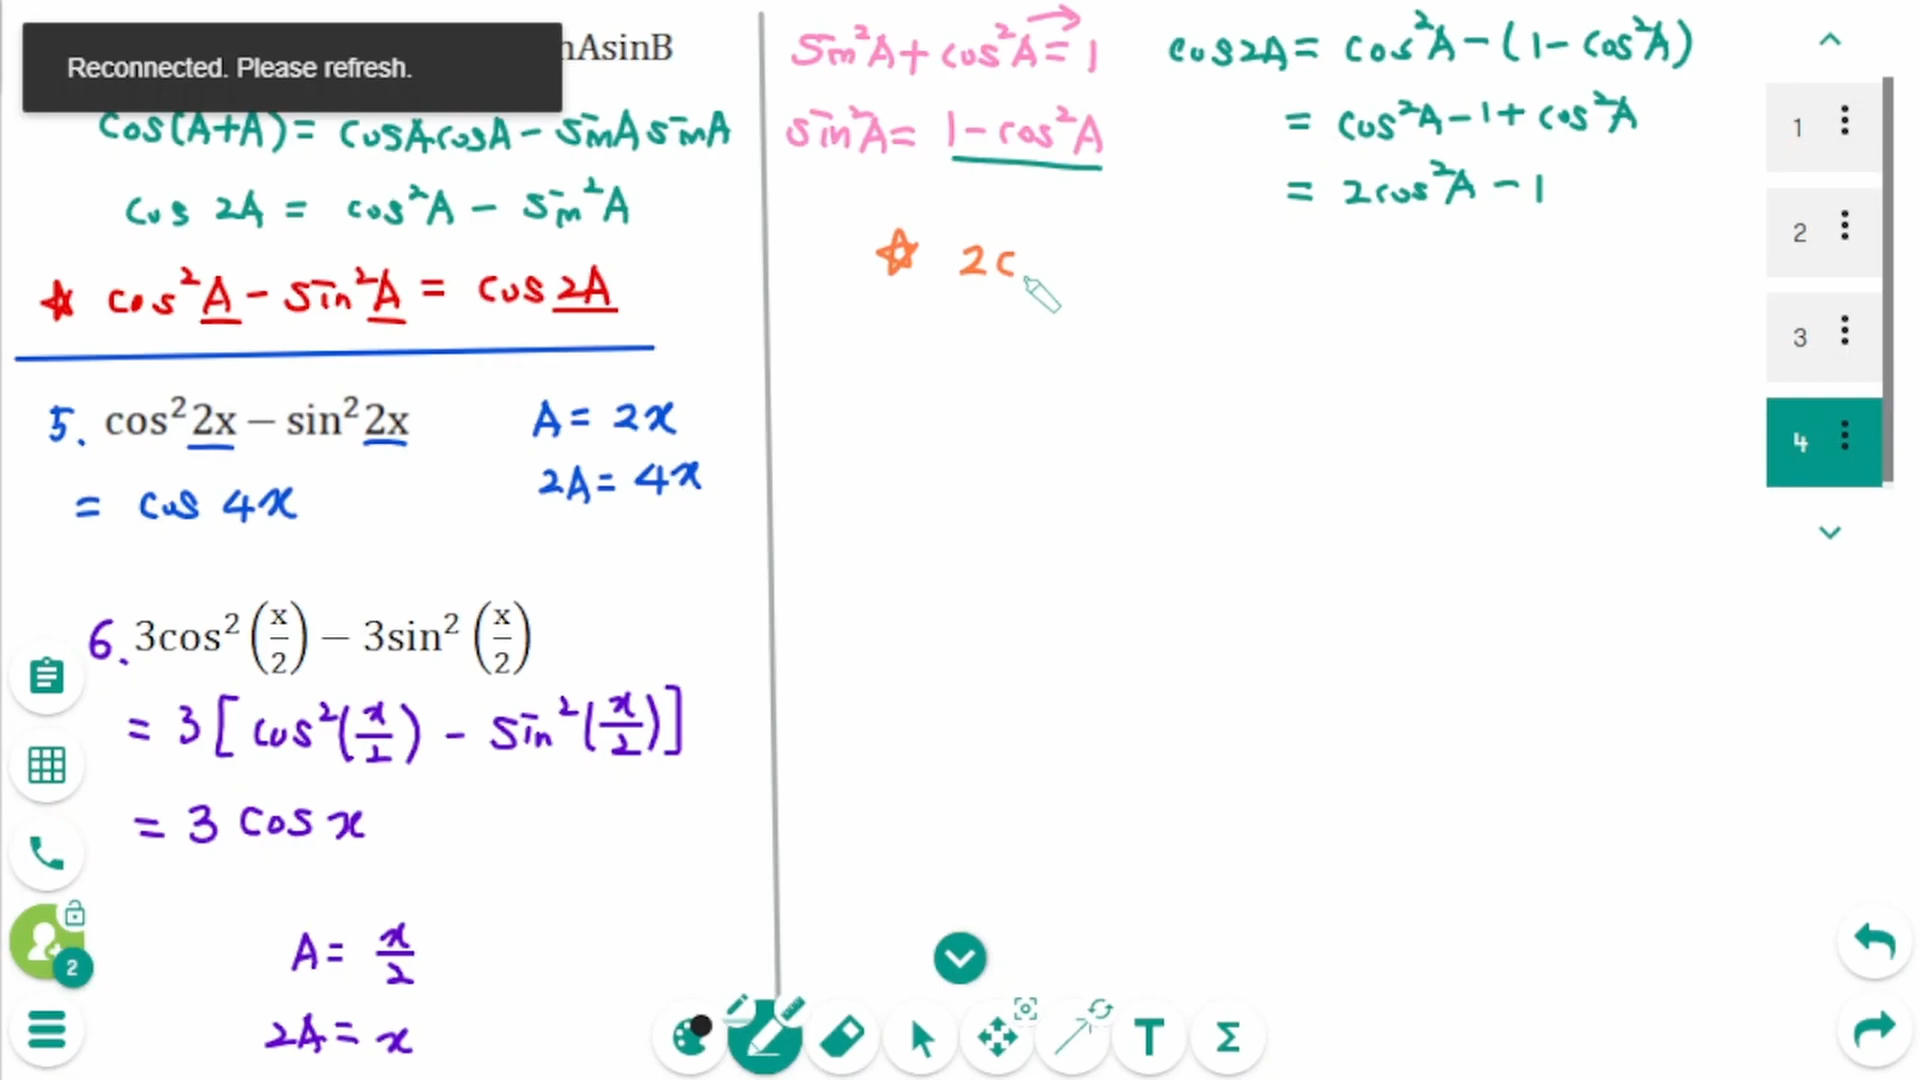 Reconnected. Please refresh.
nAsinB
cos(A+A) = cosAcosA - sinA sinA
cos 2A = cos²A - sin²A
☆ cos²A - sin²A = cos 2A
5. cos²2x − sin²2x
A = 2x
2A = 4x
= cos 4x
6. 3cos²(x/2) − 3sin²(x/2)
= 3[cos²(x/2) - sin²(x/2)]
= 3 cos x
A = x/2
2A = x
sin²A + cos²A = 1
sin²A = 1 - cos²A
cos2A = cos²A - (1 - cos²A)
= cos²A - 1 + cos²A
= 2cos²A - 1
☆ 2c
1
2
3
4
2
T
Σ